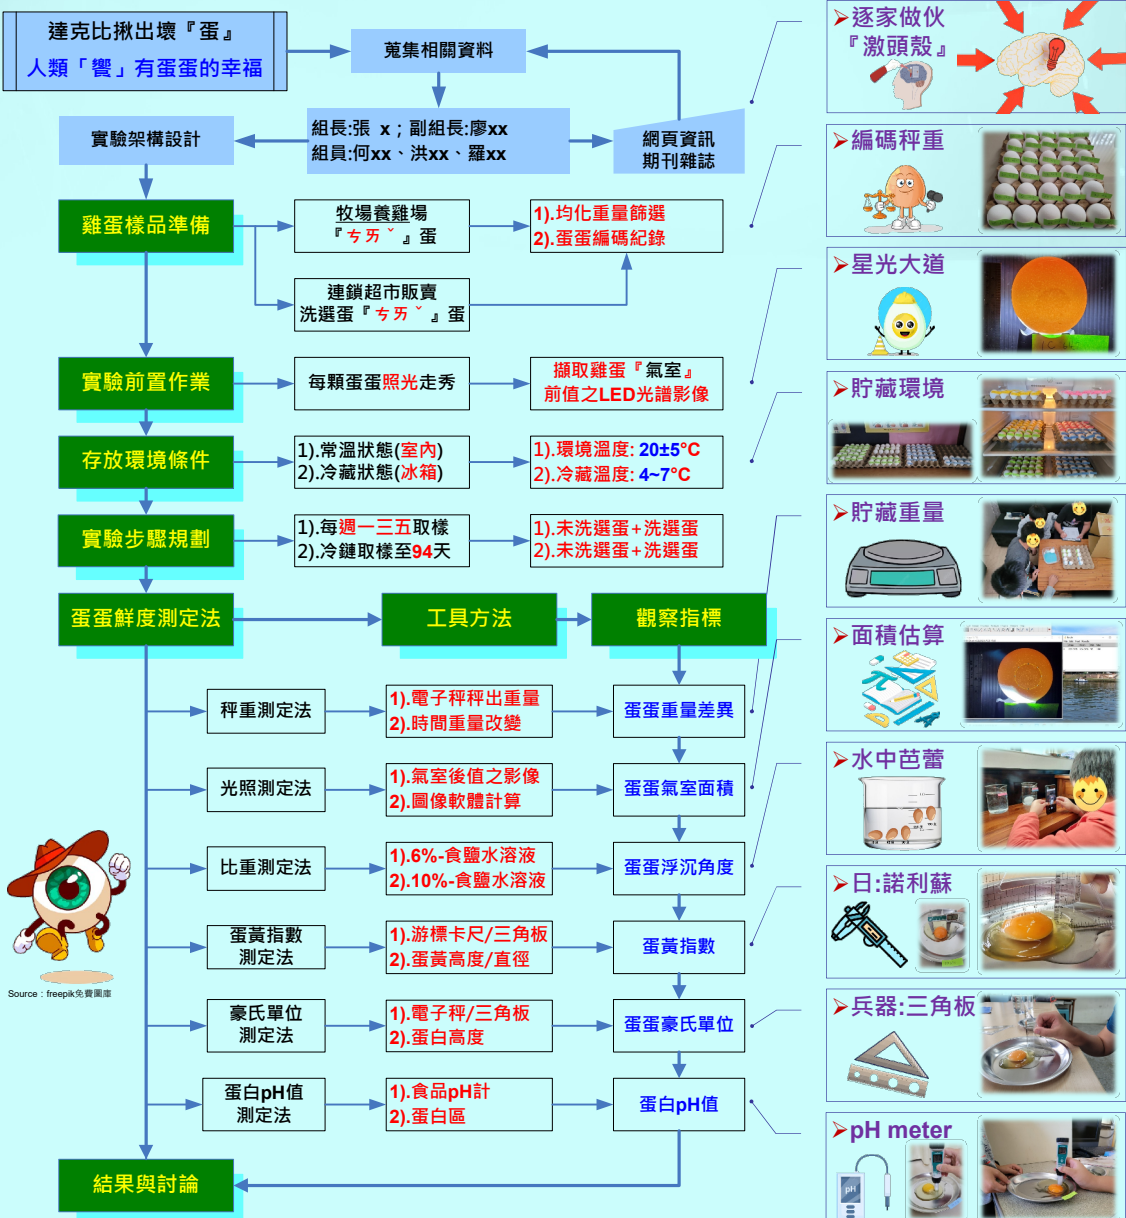 達克比揪出壞『蛋』
人類「饗」有蛋蛋的幸福
蒐集相關資料
實驗架構設計
組長:張 x；副組長:廖xx
組員:何xx、洪xx、羅xx
網頁資訊
期刊雜誌
雞蛋樣品準備
牧場養雞場
『ㄘㄞˇ』蛋
1).均化重量篩選
2).蛋蛋編碼紀錄
連鎖超市販賣
洗選蛋『ㄘㄞˇ』蛋
實驗前置作業
每顆蛋蛋照光走秀
擷取雞蛋『氣室』
前值之LED光譜影像
存放環境條件
1).常溫狀態(室內)
2).冷藏狀態(冰箱)
1).環境溫度: 20±5°C
2).冷藏溫度: 4~7°C
實驗步驟規劃
1).每週一三五取樣
2).冷鏈取樣至94天
1).未洗選蛋+洗選蛋
2).未洗選蛋+洗選蛋
蛋蛋鮮度測定法
工具方法
觀察指標
秤重測定法
1).電子秤秤出重量
2).時間重量改變
蛋蛋重量差異
光照測定法
1).氣室後值之影像
2).圖像軟體計算
蛋蛋氣室面積
比重測定法
1).6%-食鹽水溶液
2).10%-食鹽水溶液
蛋蛋浮沉角度
蛋黃指數
測定法
1).游標卡尺/三角板
2).蛋黃高度/直徑
蛋黃指數
豪氏單位
測定法
1).電子秤/三角板
2).蛋白高度
蛋蛋豪氏單位
蛋白pH值
測定法
1).食品pH計
2).蛋白區
蛋白pH值
結果與討論
Source：freepik免費圖庫
➢逐家做伙
『激頭殼』
➢編碼秤重
➢星光大道
➢貯藏環境
➢貯藏重量
➢面積估算
➢水中芭蕾
➢日:諾利蘇
➢兵器:三角板
➢pH meter
pH